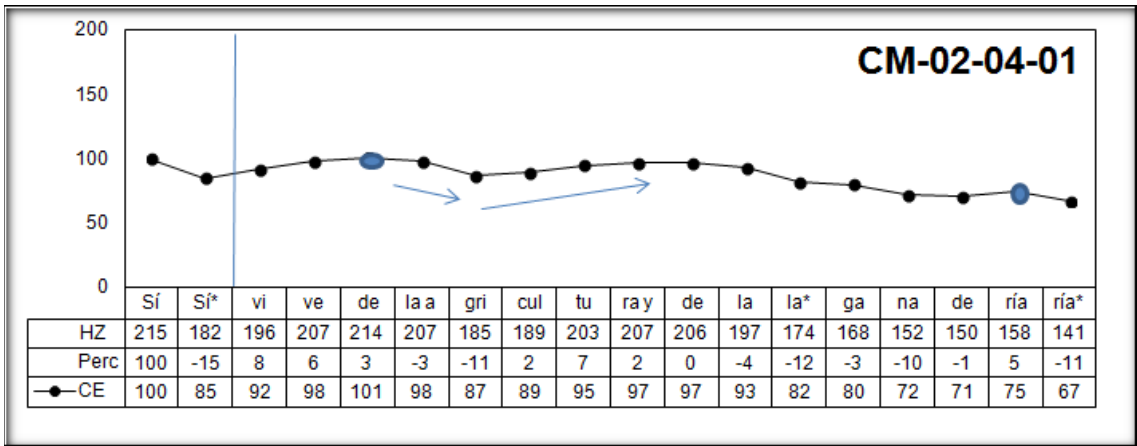 CM-02-04-01
200
150
100
50
0
Sí Sí* vi ve de la a gri cul tu ra y de la la* ga na de ría ría*
HZ 215 182 196 207 214 207 185 189 203 207 206 197 174 168 152 150 158 141
Perc 100 -15 8 6 3 -3 -11 2 7 2 0 -4 -12 -3 -10 -1 5 -11
CE 100 85 92 98 101 98 87 89 95 97 97 93 82 80 72 71 75 67